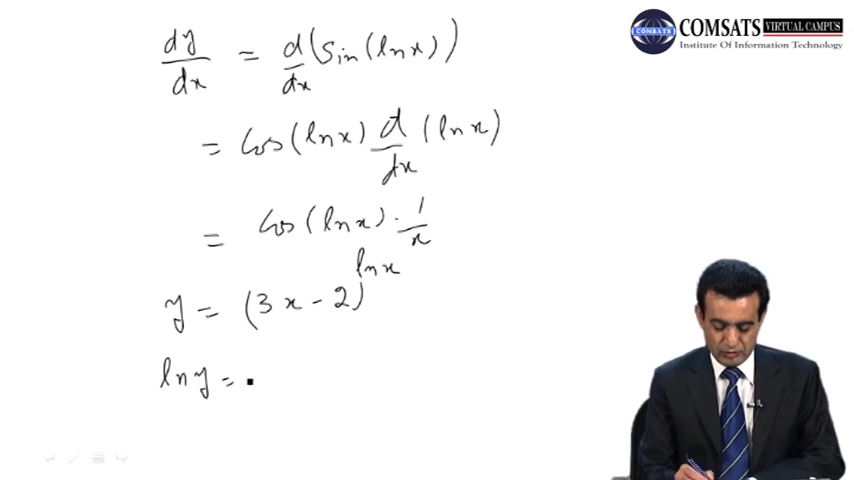 COMSATS VIRTUAL CAMPUS
Institute Of Information Technology
COMSATS
dy/dx = d/dx (Sin(ln x))
= Cos(ln x) d/dx (ln x)
= Cos(ln x) · 1/x
y = (3x - 2)^ln x
ln y =